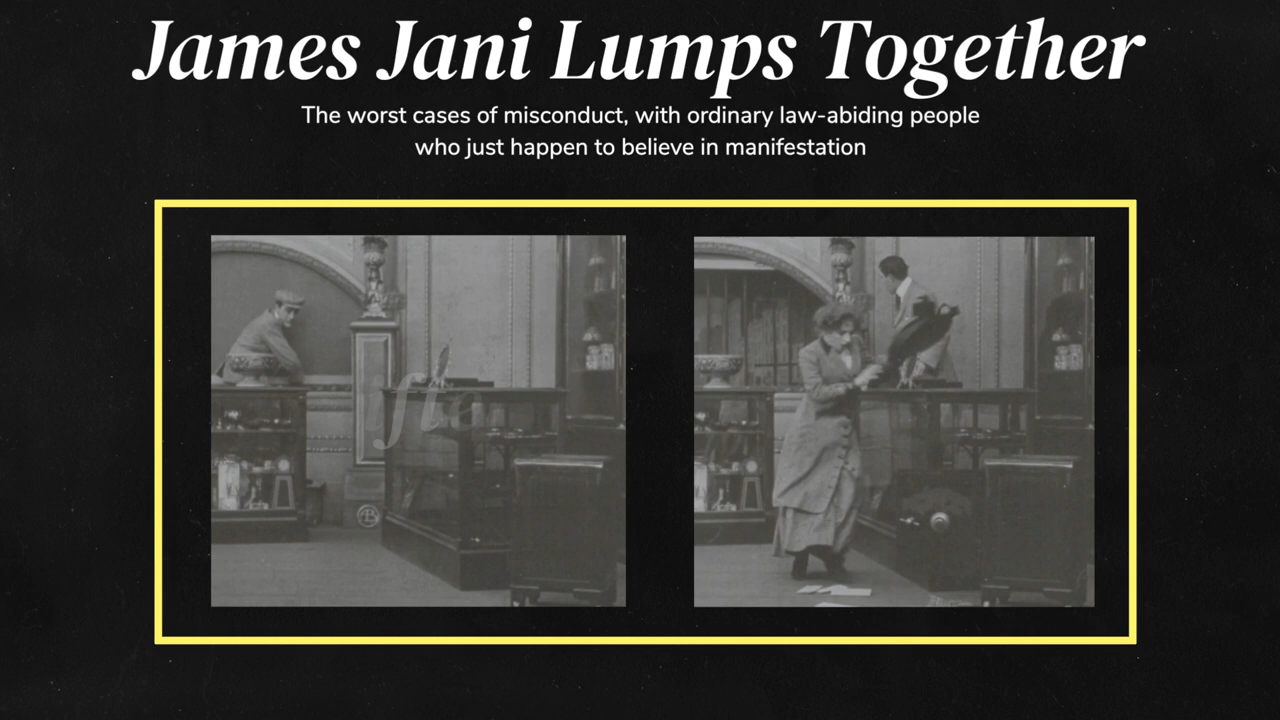 James Jani Lumps Together
The worst cases of misconduct, with ordinary law-abiding people
who just happen to believe in manifestation